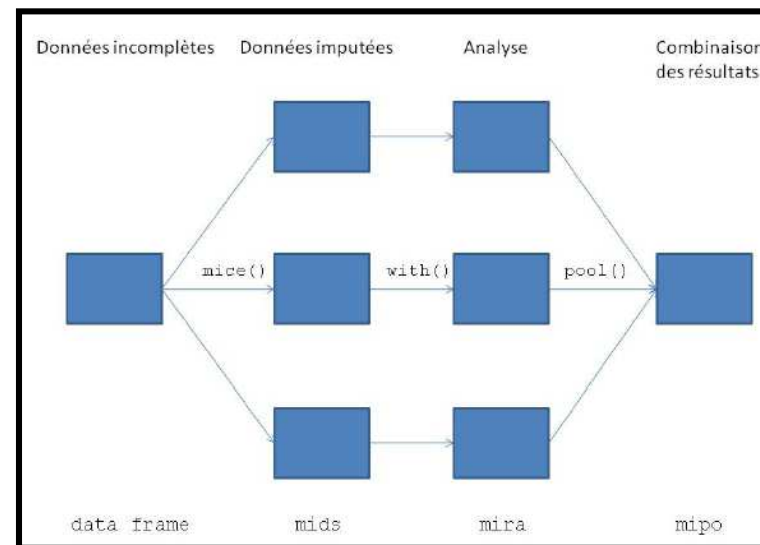 Données incomplètes
Données imputées
Analyse
Combinaison
des résultats
mice()
with()
pool()
data frame
mids
mira
mipo